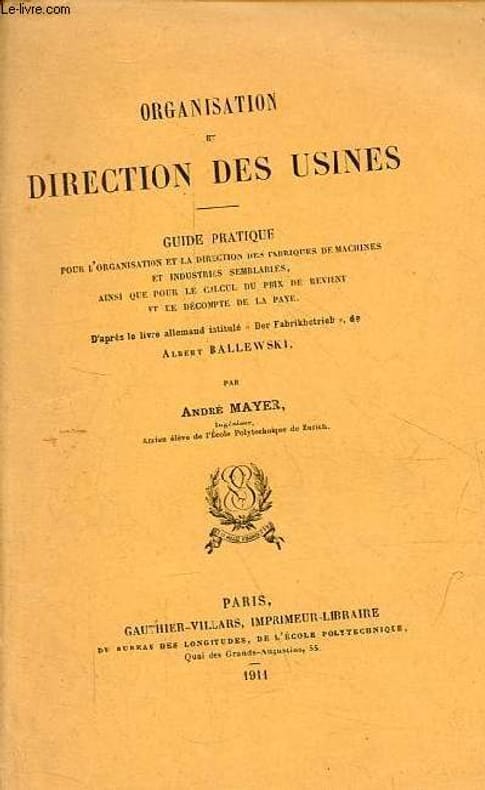 Le-livre.com
ORGANISATION
ET
DIRECTION DES USINES
GUIDE PRATIQUE
POUR L'ORGANISATION ET LA DIRECTION DES FABRIQUES DE MACHINES
ET INDUSTRIES SEMBLABLES,
AINSI QUE POUR LE CALCUL DU PRIX DE REVIENT
ET LE DÉCOMPTE DE LA PAYE.
D'après le livre allemand istitulé « Der Fabrikbetrieb », de
ALBERT BALLEWSKI.
PAR
ANDRÉ MAYER,
Ingénieur,
Ancien élève de l'École Polytechnique de Zurich.
PARIS,
GAUTHIER-VILLARS, IMPRIMEUR-LIBRAIRE
DU BUREAU DES LONGITUDES, DE L'ÉCOLE POLYTECHNIQUE,
Quai des Grands-Augustins, 55.
1911